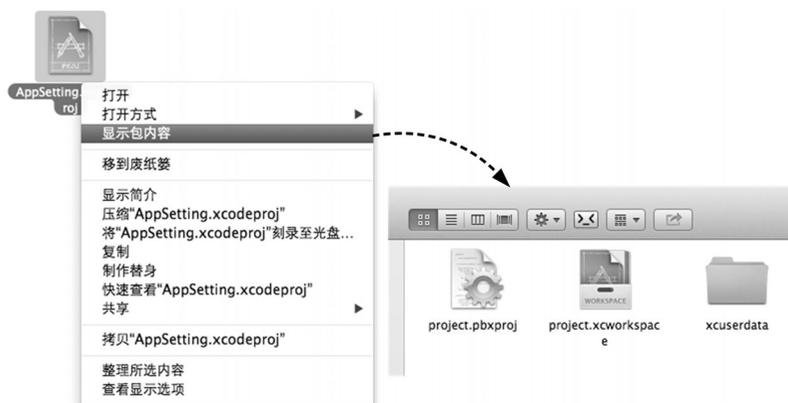 PROJ
AppSetting.
roj
打开
打开方式
显示包内容
移到废纸篓
显示简介
压缩“AppSetting.xcodeproj”
将“AppSetting.xcodeproj”刻录至光盘...
复制
制作替身
快速查看“AppSetting.xcodeproj”
共享
拷贝“AppSetting.xcodeproj”
整理所选内容
查看显示选项
WORKSPACE
project.pbxproj
project.xcworkspac
e
xcuserdata